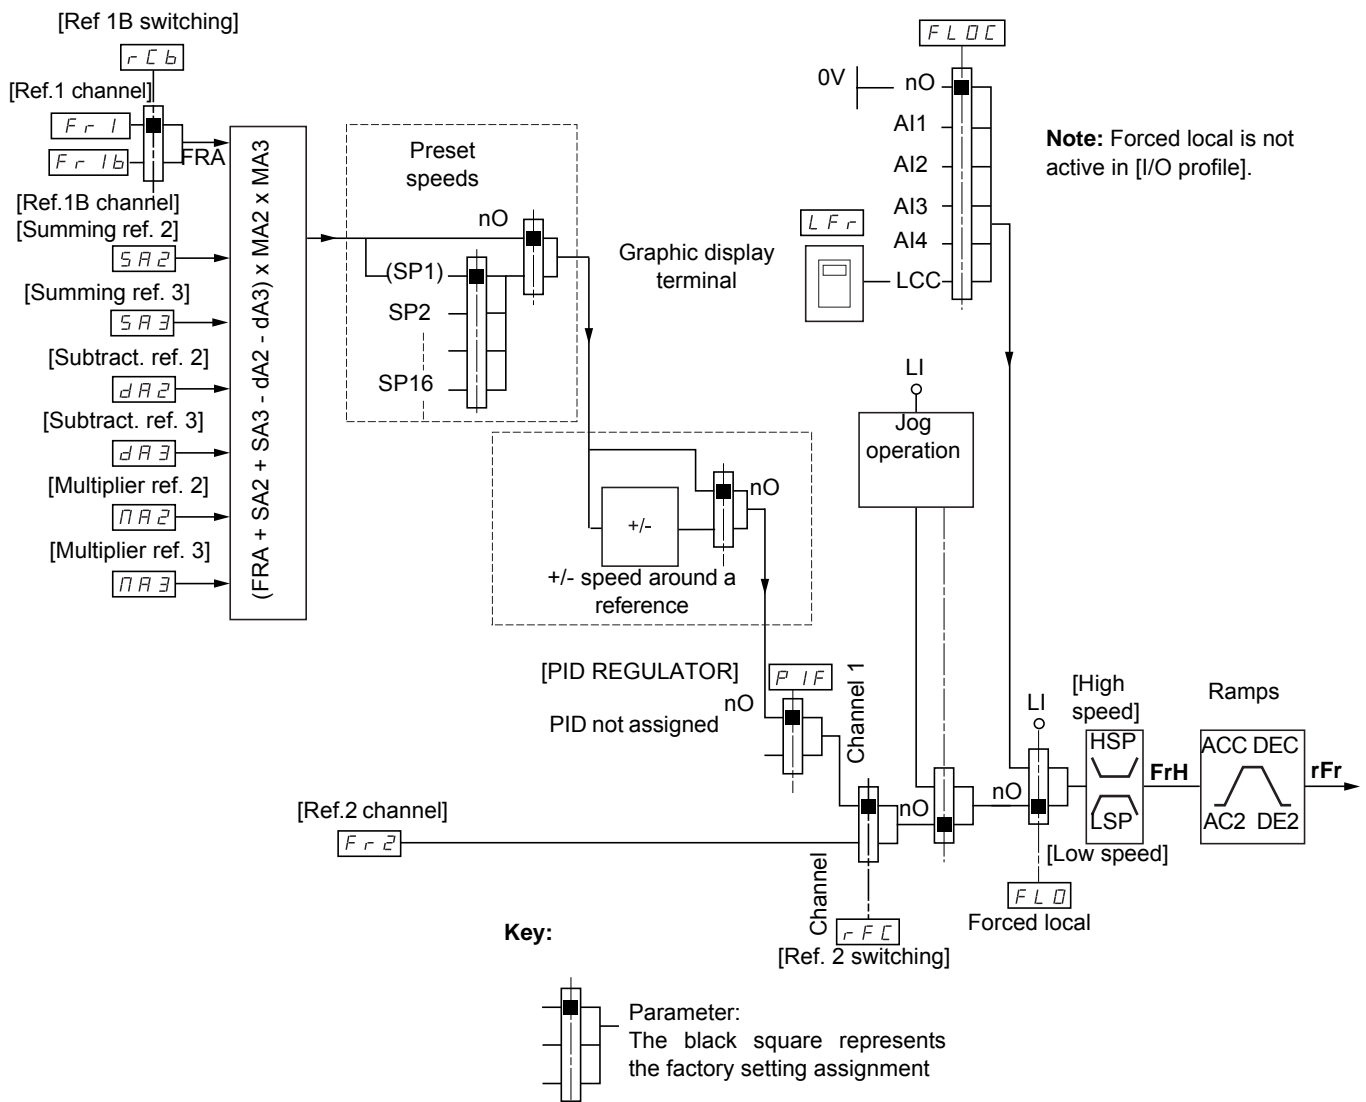 [Ref 1B switching]
rCb
[Ref.1 channel]
Fr1
Fr1b
FRA
[Ref.1B channel]
[Summing ref. 2]
SA2
[Summing ref. 3]
SA3
[Subtract. ref. 2]
dA2
[Subtract. ref. 3]
dA3
[Multiplier ref. 2]
MA2
[Multiplier ref. 3]
MA3
(FRA + SA2 + SA3 - dA2 - dA3) x MA2 x MA3
Preset
speeds
nO
(SP1)
SP2
SP16
+/-
nO
+/- speed around a
reference
FLOC
0V
nO
AI1
AI2
AI3
AI4
LCC
LFr
Graphic display
terminal
Note: Forced local is not
active in [I/O profile].
LI
Jog
operation
[PID REGULATOR]
PIF
nO
PID not assigned
Channel 1
[Ref.2 channel]
Fr2
Channel
rFC
[Ref. 2 switching]
nO
nO
LI
FLO
Forced local
[High
speed]
HSP
LSP
[Low speed]
FrH
Ramps
ACC DEC
AC2 DE2
rFr
Key:
Parameter:
The black square represents
the factory setting assignment